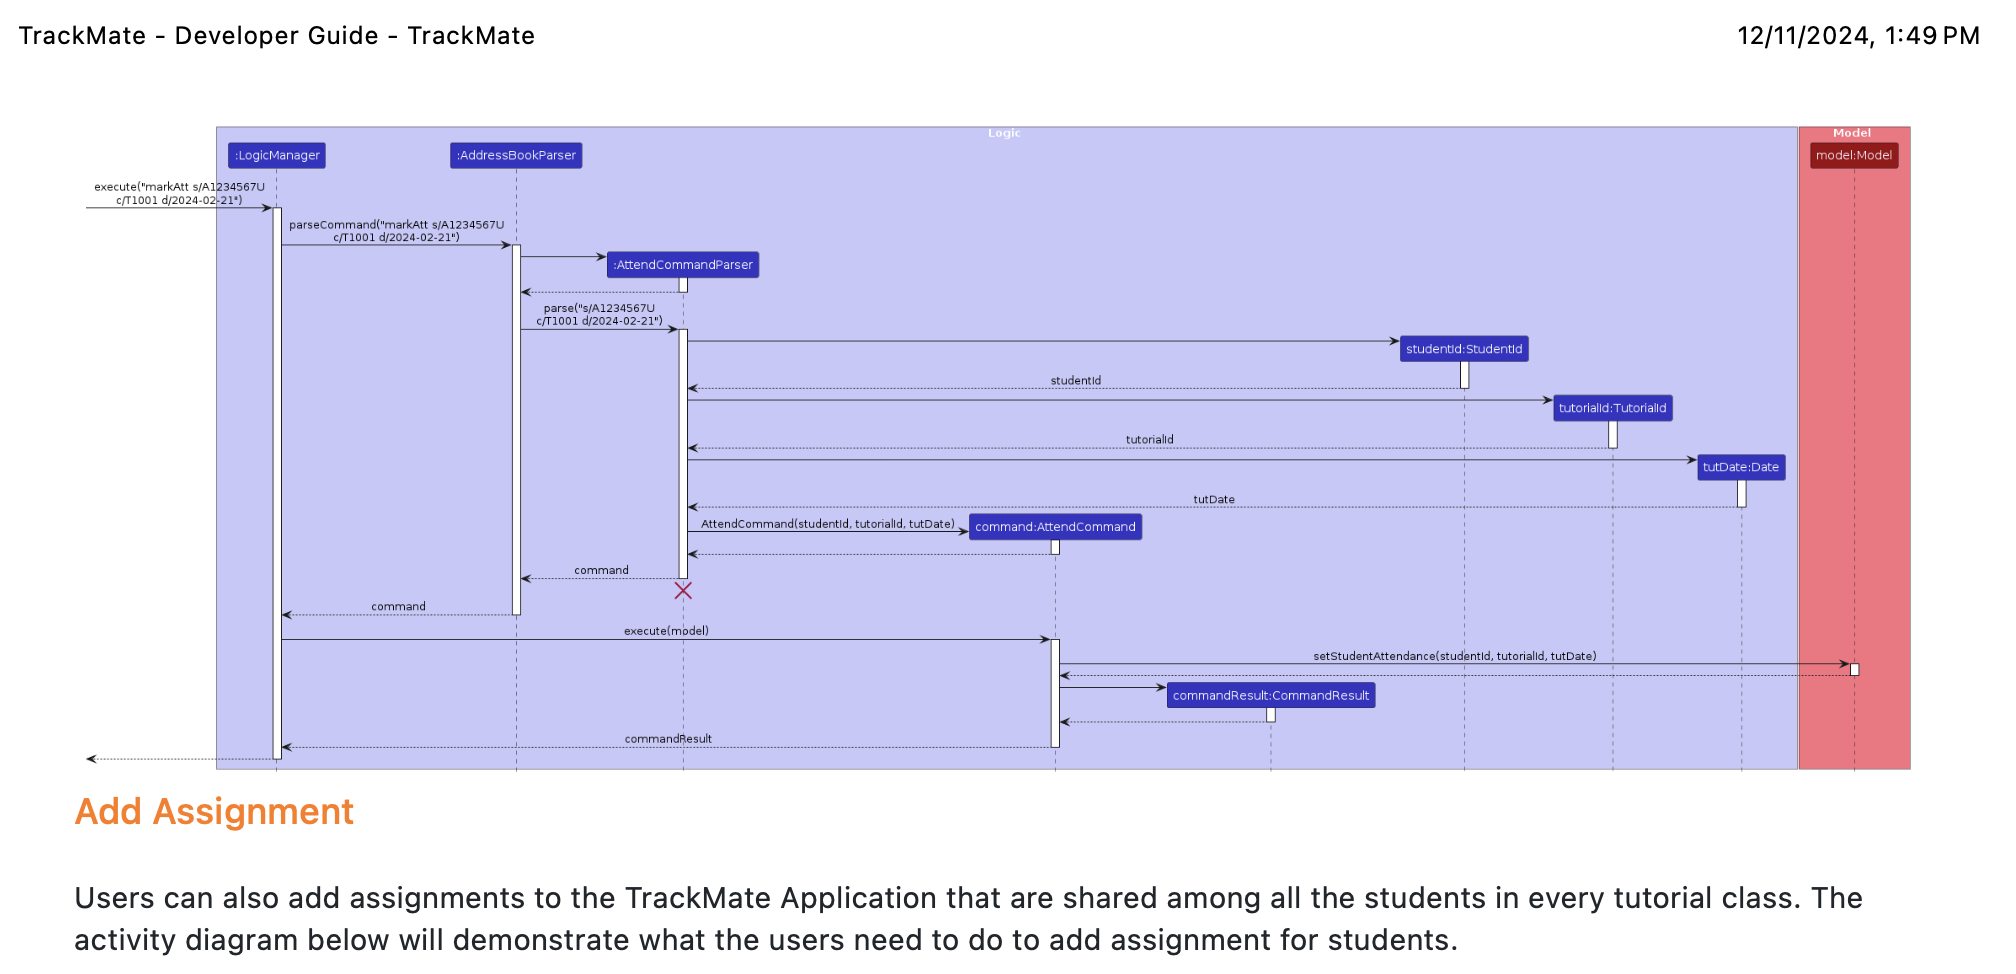 TrackMate - Developer Guide - TrackMate
12/11/2024, 1:49 PM
Logic
Model
:LogicManager
:AddressBookParser
model:Model
execute("markAtt s/A1234567U
c/T1001 d/2024-02-21")
parseCommand("markAtt s/A1234567U
c/T1001 d/2024-02-21")
:AttendCommandParser
parse("s/A1234567U
c/T1001 d/2024-02-21")
studentId:StudentId
studentId
tutorialId:TutorialId
tutorialId
tutDate:Date
tutDate
AttendCommand(studentId, tutorialId, tutDate)
command:AttendCommand
command
command
execute(model)
setStudentAttendance(studentId, tutorialId, tutDate)
commandResult:CommandResult
commandResult
Add Assignment
Users can also add assignments to the TrackMate Application that are shared among all the students in every tutorial class. The
activity diagram below will demonstrate what the users need to do to add assignment for students.